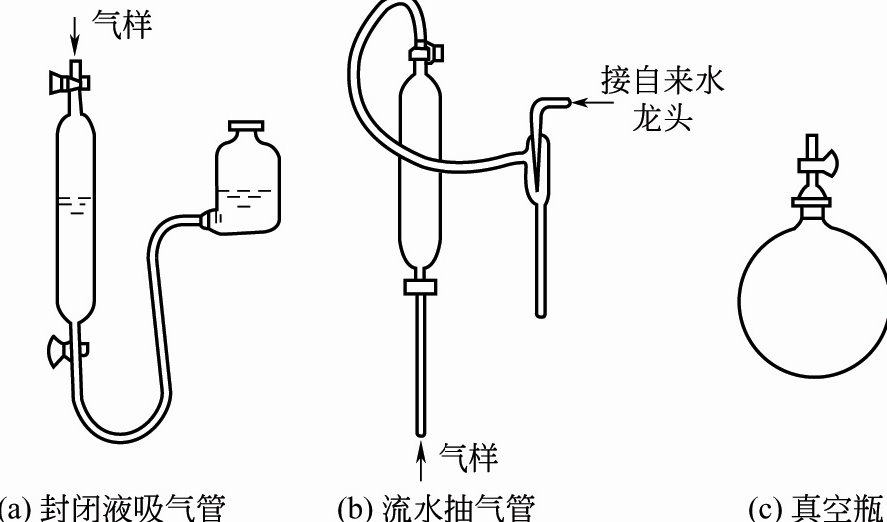 气样
接自来水
龙头
气样
(a) 封闭液吸气管
(b) 流水抽气管
(c) 真空瓶